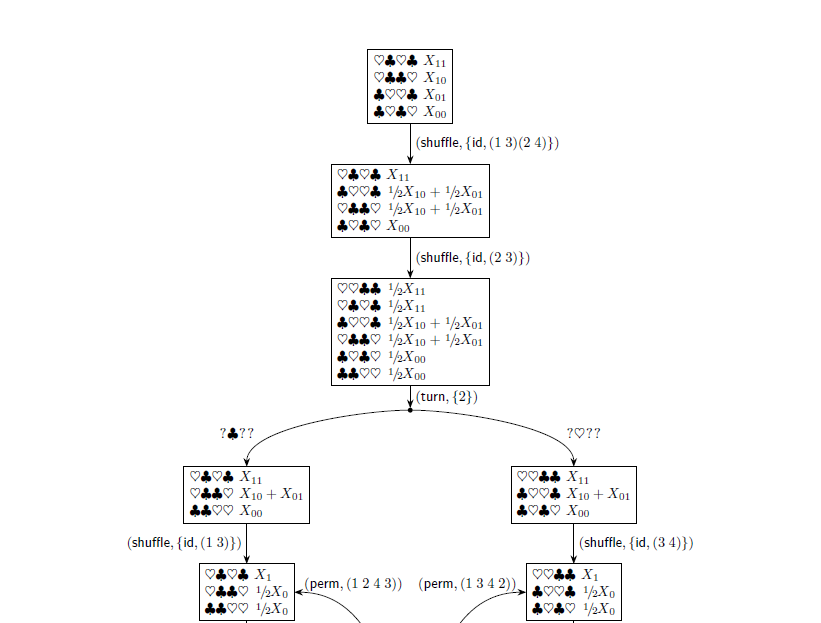 ♡♣♡♣ X₁₁
♡♣♣♡ X₁₀
♣♡♡♣ X₀₁
♣♡♣♡ X₀₀
(shuffle, {id, (1 3)(2 4)})
♡♣♡♣ X₁₁
♣♡♡♣ 1/2X₁₀ + 1/2X₀₁
♡♣♣♡ 1/2X₁₀ + 1/2X₀₁
♣♡♣♡ X₀₀
(shuffle, {id, (2 3)})
♡♡♣♣ 1/2X₁₁
♡♣♡♣ 1/2X₁₁
♣♡♡♣ 1/2X₁₀ + 1/2X₀₁
♡♣♣♡ 1/2X₁₀ + 1/2X₀₁
♣♡♣♡ 1/2X₀₀
♣♣♡♡ 1/2X₀₀
(turn, {2})
?♣??
?♡??
♡♣♡♣ X₁₁
♡♣♣♡ X₁₀ + X₀₁
♣♣♡♡ X₀₀
♡♡♣♣ X₁₁
♣♡♡♣ X₁₀ + X₀₁
♣♡♣♡ X₀₀
(shuffle, {id, (1 3)})
(shuffle, {id, (3 4)})
♡♣♡♣ X₁
♡♣♣♡ 1/2X₀
♣♣♡♡ 1/2X₀
(perm, (1 2 4 3))
(perm, (1 3 4 2))
♡♡♣♣ X₁
♣♡♡♣ 1/2X₀
♣♡♣♡ 1/2X₀